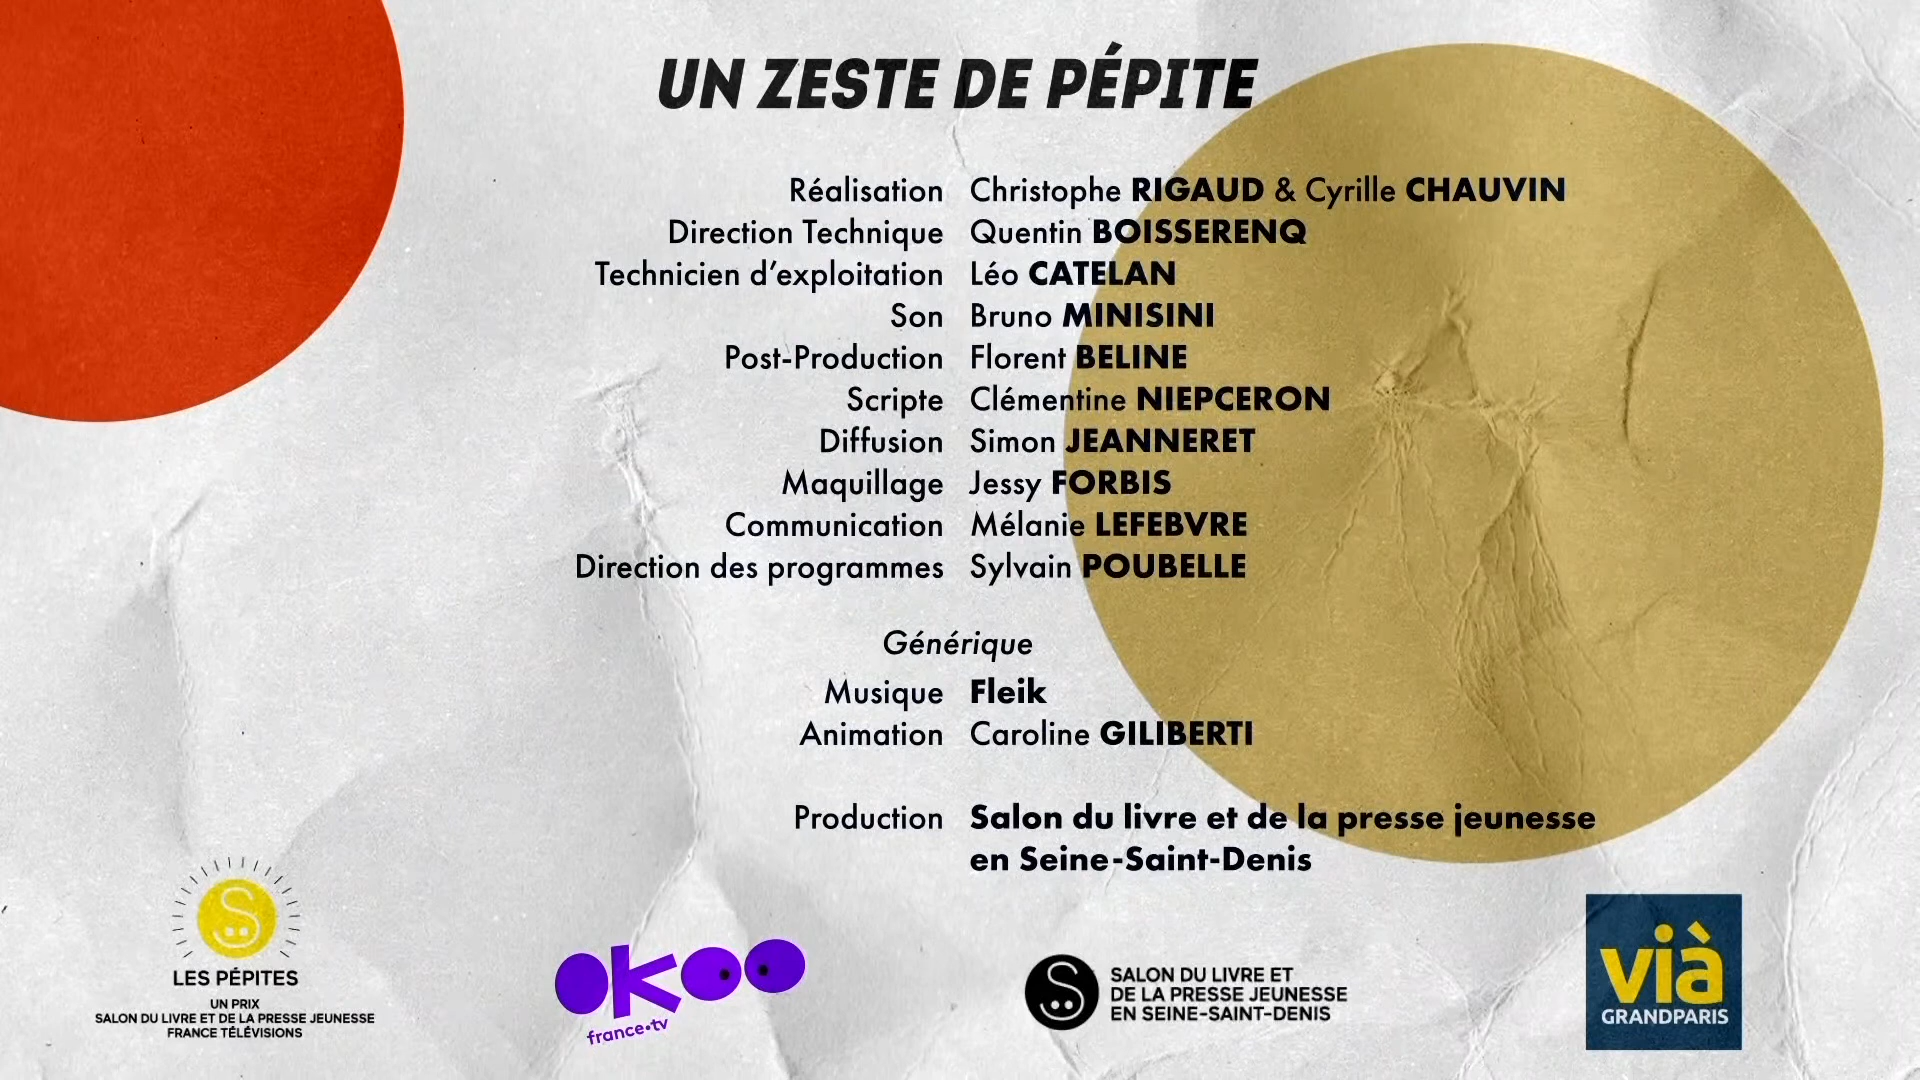 UN ZESTE DE PÉPITE
Réalisation Christophe RIGAUD & Cyrille CHAUVIN
Direction Technique Quentin BOISSERENQ
Technicien d’exploitation Léo CATELAN
Son Bruno MINISINI
Post-Production Florent BELINE
Scripte Clémentine NIEPCERON
Diffusion Simon JEANNERET
Maquillage Jessy FORBIS
Communication Mélanie LEFEBVRE
Direction des programmes Sylvain POUBELLE
Générique
Musique Fleik
Animation Caroline GILIBERTI
Production Salon du livre et de la presse jeunesse
en Seine-Saint-Denis
LES PÉPITES
UN PRIX
SALON DU LIVRE ET DE LA PRESSE JEUNESSE
FRANCE TÉLÉVISIONS
OKOO
france•tv
SALON DU LIVRE ET
DE LA PRESSE JEUNESSE
EN SEINE-SAINT-DENIS
vià
GRANDPARIS